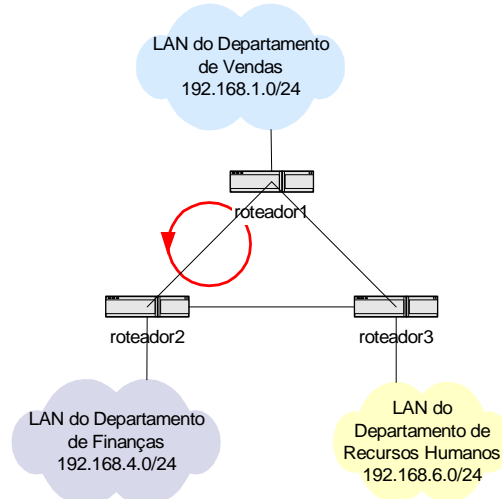 LAN do Departamento
de Vendas
192.168.1.0/24
roteador1
roteador2
roteador3
LAN do Departamento
de Finanças
192.168.4.0/24
LAN do
Departamento de
Recursos Humanos
192.168.6.0/24